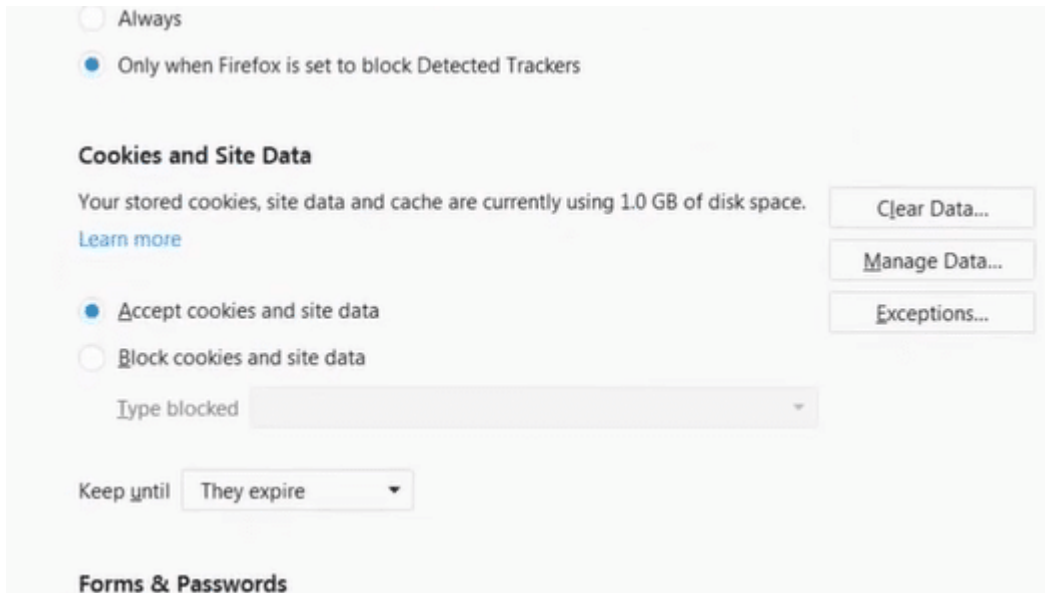 Always
Only when Firefox is set to block Detected Trackers
Cookies and Site Data
Your stored cookies, site data and cache are currently using 1.0 GB of disk space.
Learn more
Clear Data...
Manage Data...
Exceptions...
Accept cookies and site data
Block cookies and site data
Type blocked
Keep until They expire
Forms & Passwords